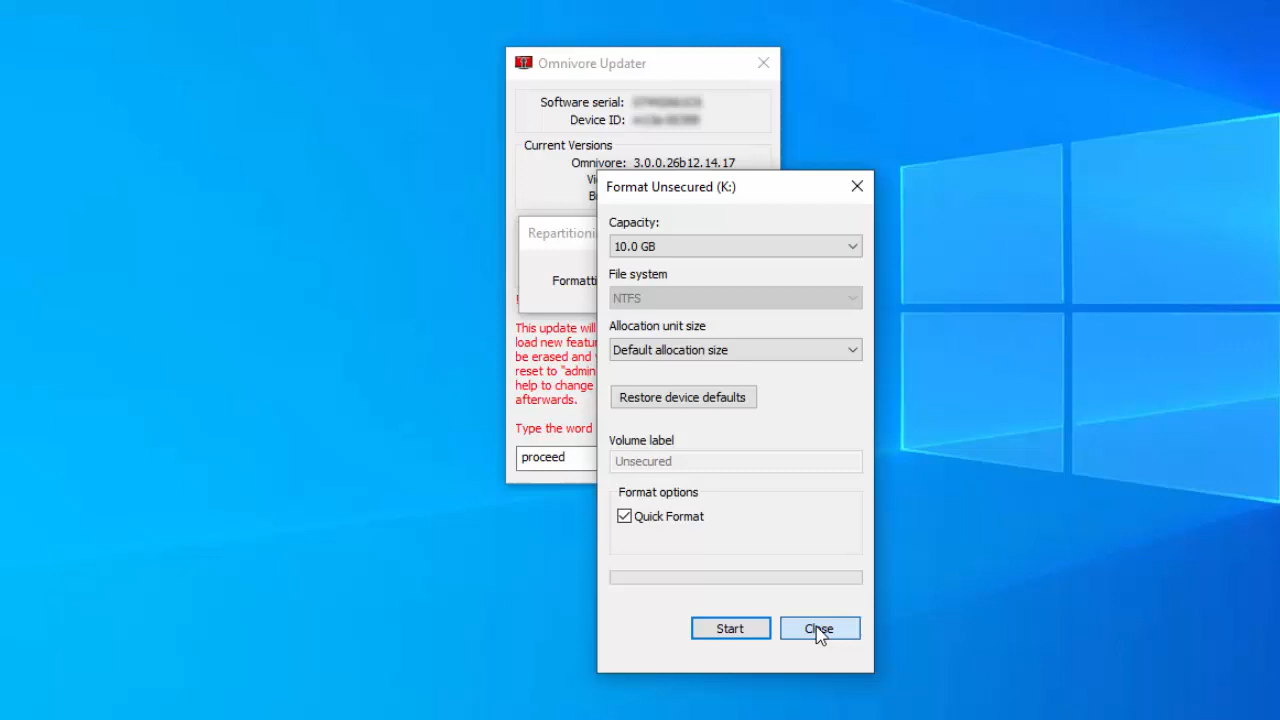 Omnivore Updater
Software serial:
Device ID:
Current Versions
Omnivore: 3.0.0.26b12.14.17
Format Unsecured (K:)
Capacity:
10.0 GB
Repartitioni
File system
Formatti
NTFS
This update will
load new featur
be erased and
reset to "admin
help to change
afterwards.
Allocation unit size
Default allocation size
Restore device defaults
Type the word
proceed
Volume label
Unsecured
Format options
Quick Format
Start
Close